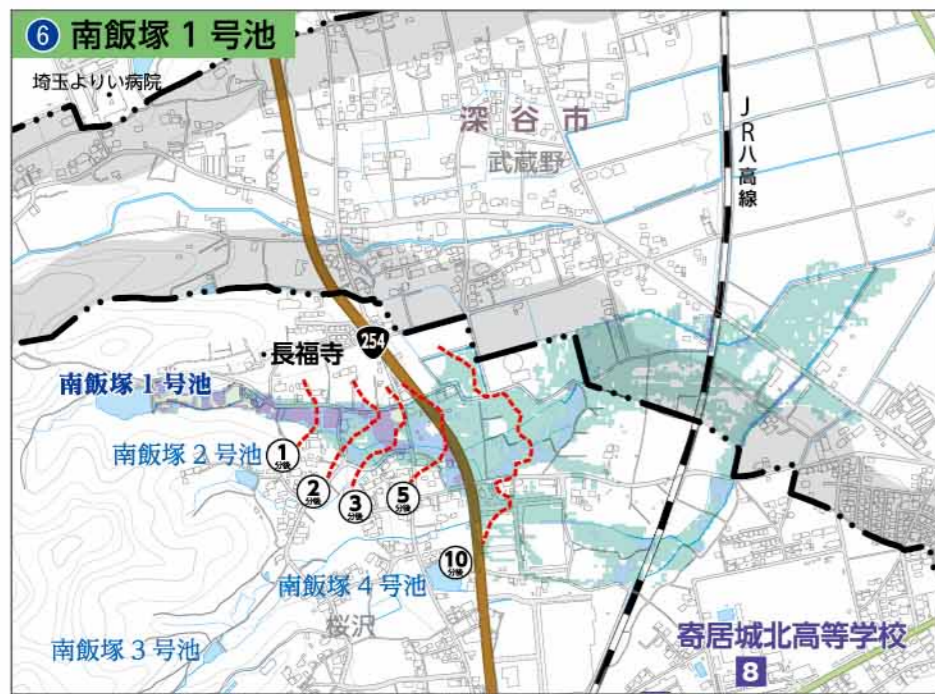 6 南飯塚1号池
埼玉よりい病院
深谷市
武蔵野
JR八高線
254
長福寺
南飯塚1号池
南飯塚2号池
1
分後
2
分後
3
分後
5
分後
10
分後
南飯塚4号池
桜沢
南飯塚3号池
寄居城北高等学校
8